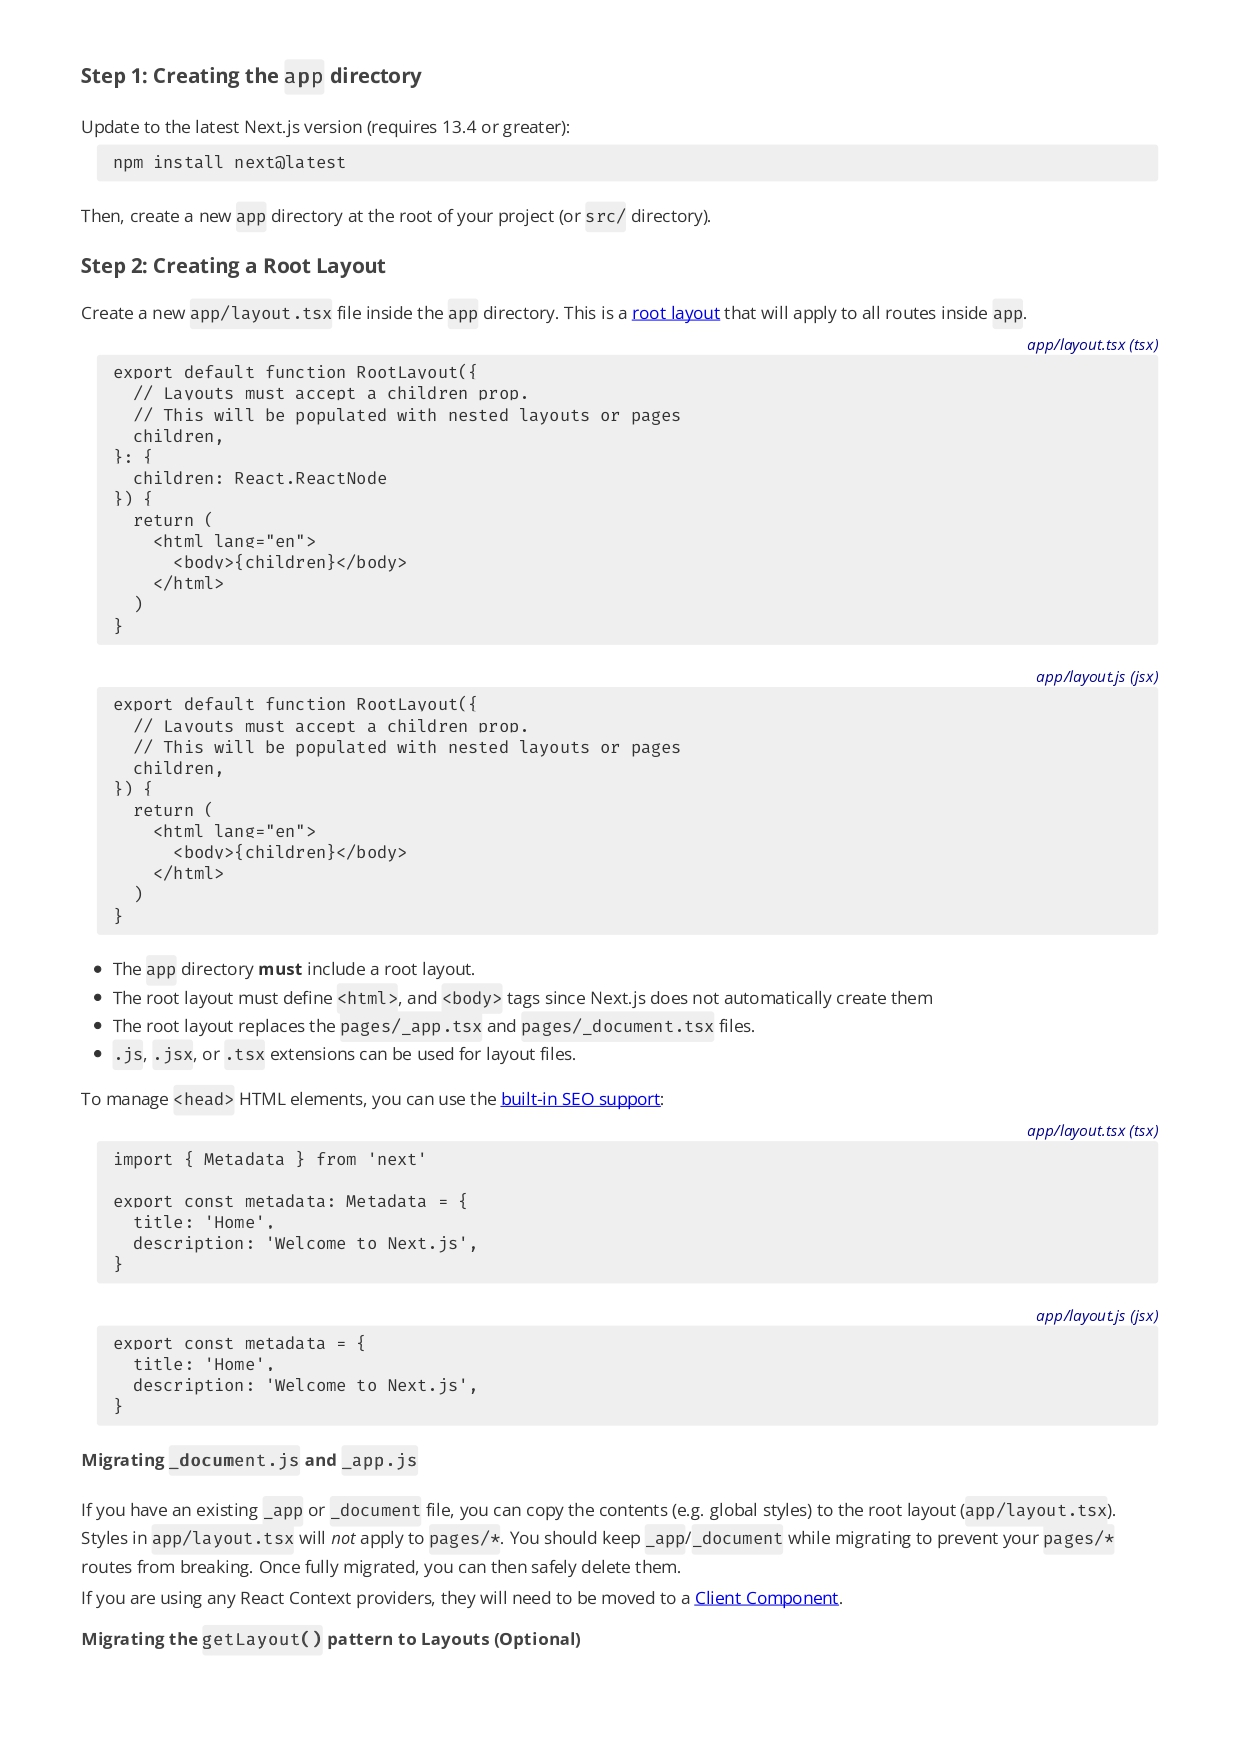 Step 1: Creating the app directory
Update to the latest Next.js version (requires 13.4 or greater):
npm install next@latest
Then, create a new app directory at the root of your project (or src/ directory).
Step 2: Creating a Root Layout
Create a new app/layout.tsx file inside the app directory. This is a root layout that will apply to all routes inside app.
app/layout.tsx (tsx)
export default function RootLayout({
  // Layouts must accept a children prop.
  // This will be populated with nested layouts or pages
  children,
}: {
  children: React.ReactNode
}) {
  return (
    <html lang="en">
      <body>{children}</body>
    </html>
  )
}
app/layout.js (jsx)
export default function RootLayout({
  // Layouts must accept a children prop.
  // This will be populated with nested layouts or pages
  children,
}) {
  return (
    <html lang="en">
      <body>{children}</body>
    </html>
  )
}
• The app directory must include a root layout.
• The root layout must define <html>, and <body> tags since Next.js does not automatically create them
• The root layout replaces the pages/_app.tsx and pages/_document.tsx files.
• .js, .jsx, or .tsx extensions can be used for layout files.
To manage <head> HTML elements, you can use the built-in SEO support:
app/layout.tsx (tsx)
import { Metadata } from 'next'
export const metadata: Metadata = {
  title: 'Home',
  description: 'Welcome to Next.js',
}
app/layout.js (jsx)
export const metadata = {
  title: 'Home',
  description: 'Welcome to Next.js',
}
Migrating _document.js and _app.js
If you have an existing _app or _document file, you can copy the contents (e.g. global styles) to the root layout (app/layout.tsx).
Styles in app/layout.tsx will not apply to pages/*. You should keep _app/_document while migrating to prevent your pages/*
routes from breaking. Once fully migrated, you can then safely delete them.
If you are using any React Context providers, they will need to be moved to a Client Component.
Migrating the getLayout() pattern to Layouts (Optional)